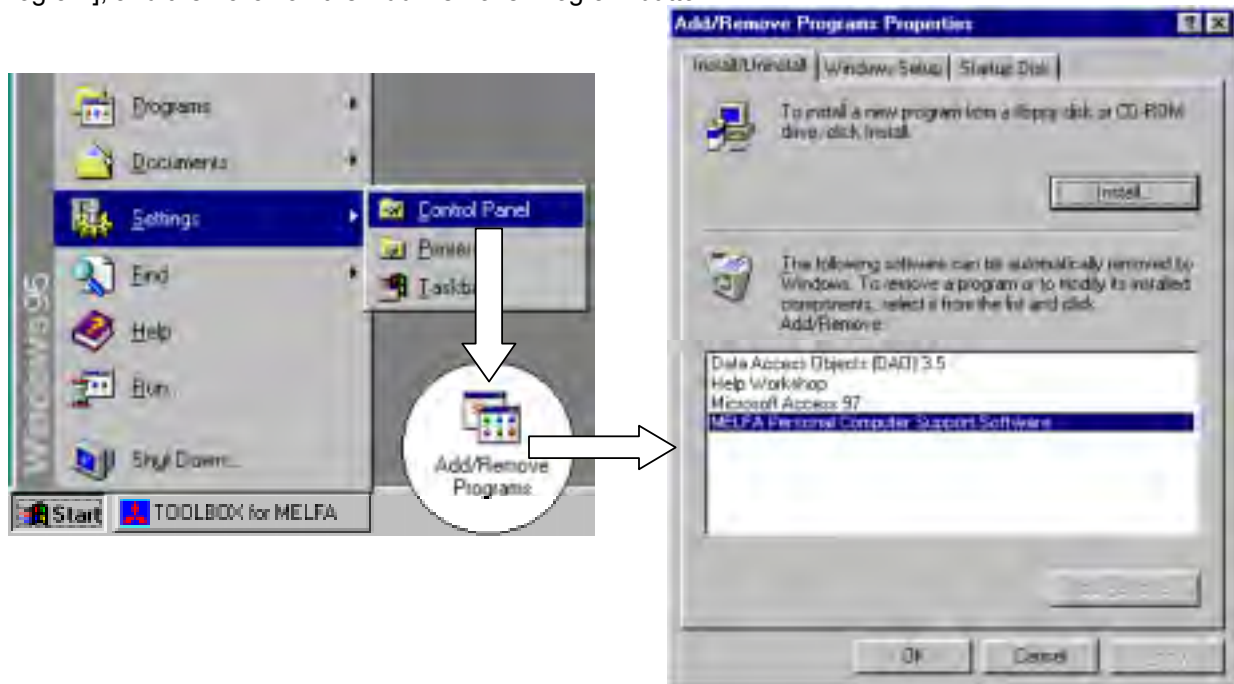 Add/Remove Programs Properties
Install/Uninstall
Windows Setup
Startup Disk
To install a new program from a floppy disk or CD-ROM
drive, click Install.
Install...
The following software can be automatically removed by
Windows. To remove a program or to modify its installed
components, select it from the list and click
Add/Remove.
Data Access Objects (DAO) 3.5
Help Workshop
Microsoft Access 97
MELFA Personal Computer Support Software
OK
Cancel
Programs
Documents
Settings
Find
Help
Run...
Shut Down...
Windows95
Control Panel
Add/Remove
Programs
Start
TOOLBOX for MELFA